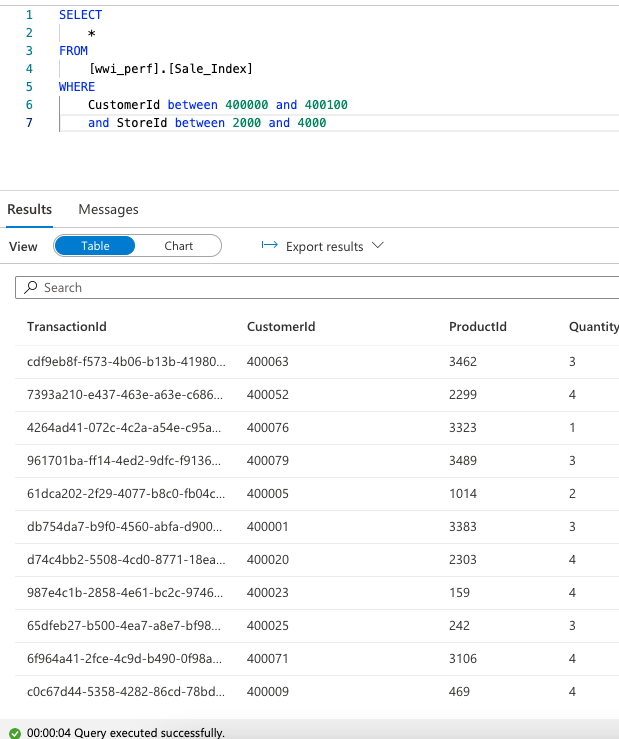 1 SELECT
2 *
3 FROM
4 [wwi_perf].[Sale_Index]
5 WHERE
6 CustomerId between 400000 and 400100
7 and StoreId between 2000 and 4000
Results Messages
View Table Chart Export results
Search
TransactionId CustomerId ProductId Quantity
cdf9eb8f-f573-4b06-b13b-41980... 400063 3462 3
7393a210-e437-463e-a63e-c686... 400052 2299 4
4264ad41-072c-4c2a-a54e-c95a... 400076 3323 1
961701ba-ff14-4ed2-9dfc-f9136... 400079 3489 3
61dca202-2f29-4077-b8c0-fb04c... 400005 1014 2
db754da7-b9f0-4560-abfa-d900... 400001 3383 3
d74c4bb2-5508-4cd0-8771-18ea... 400020 2303 4
987e4c1b-2858-4e61-bc2c-9746... 400023 159 4
65dfeb27-b500-4ea7-a8e7-bf98... 400025 242 3
6f964a41-2fce-4c9d-b490-0f98a... 400071 3106 4
c0c67d44-5358-4282-86cd-78bd... 400009 469 4
00:00:04 Query executed successfully.